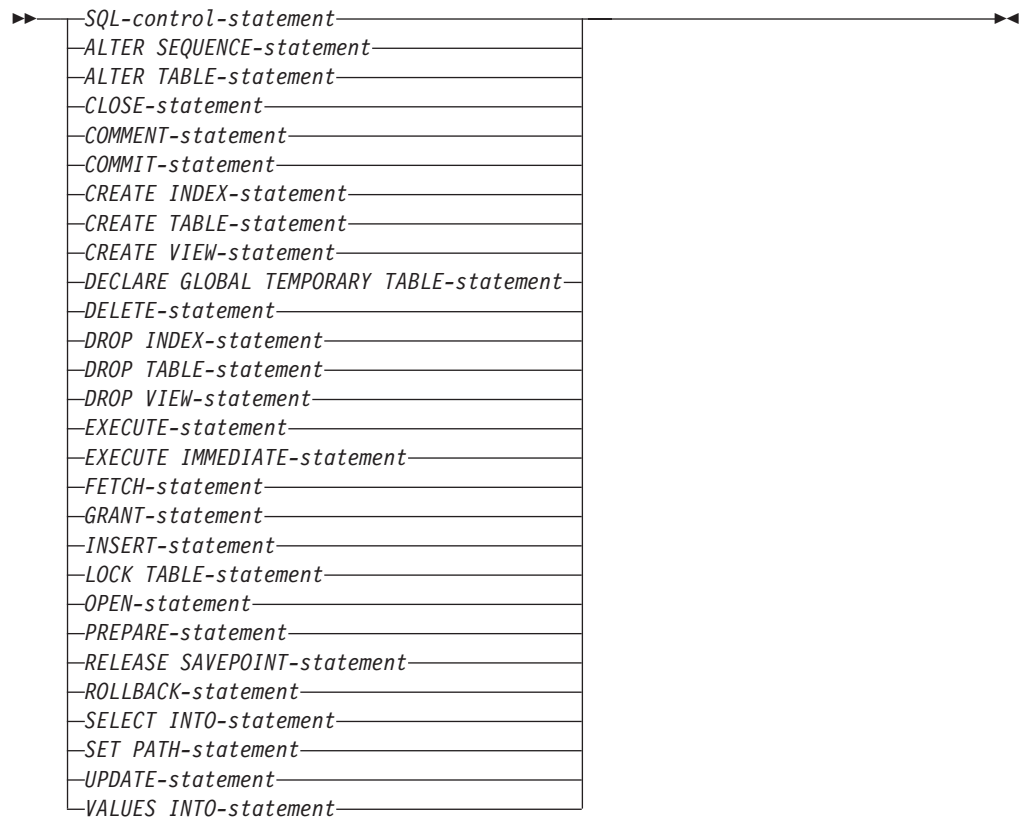 SQL-control-statement
ALTER SEQUENCE-statement
ALTER TABLE-statement
CLOSE-statement
COMMENT-statement
COMMIT-statement
CREATE INDEX-statement
CREATE TABLE-statement
CREATE VIEW-statement
DECLARE GLOBAL TEMPORARY TABLE-statement
DELETE-statement
DROP INDEX-statement
DROP TABLE-statement
DROP VIEW-statement
EXECUTE-statement
EXECUTE IMMEDIATE-statement
FETCH-statement
GRANT-statement
INSERT-statement
LOCK TABLE-statement
OPEN-statement
PREPARE-statement
RELEASE SAVEPOINT-statement
ROLLBACK-statement
SELECT INTO-statement
SET PATH-statement
UPDATE-statement
VALUES INTO-statement